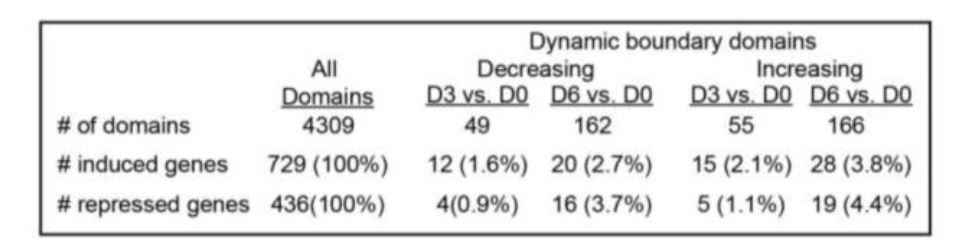 Dynamic boundary domains
All Decreasing Increasing
Domains D3 vs. D0 D6 vs. D0 D3 vs. D0 D6 vs. D0
# of domains 4309 49 162 55 166
# induced genes 729 (100%) 12 (1.6%) 20 (2.7%) 15 (2.1%) 28 (3.8%)
# repressed genes 436(100%) 4(0.9%) 16 (3.7%) 5 (1.1%) 19 (4.4%)